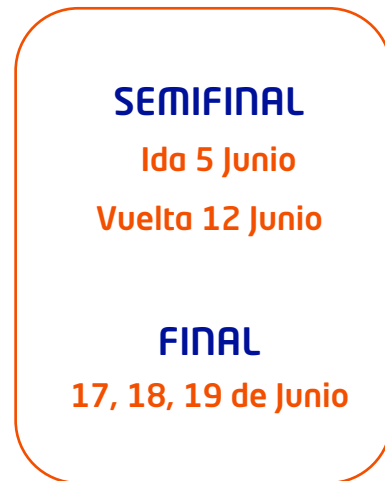 SEMIFINAL
Ida 5 Junio
Vuelta 12 Junio
FINAL
17, 18, 19 de Junio